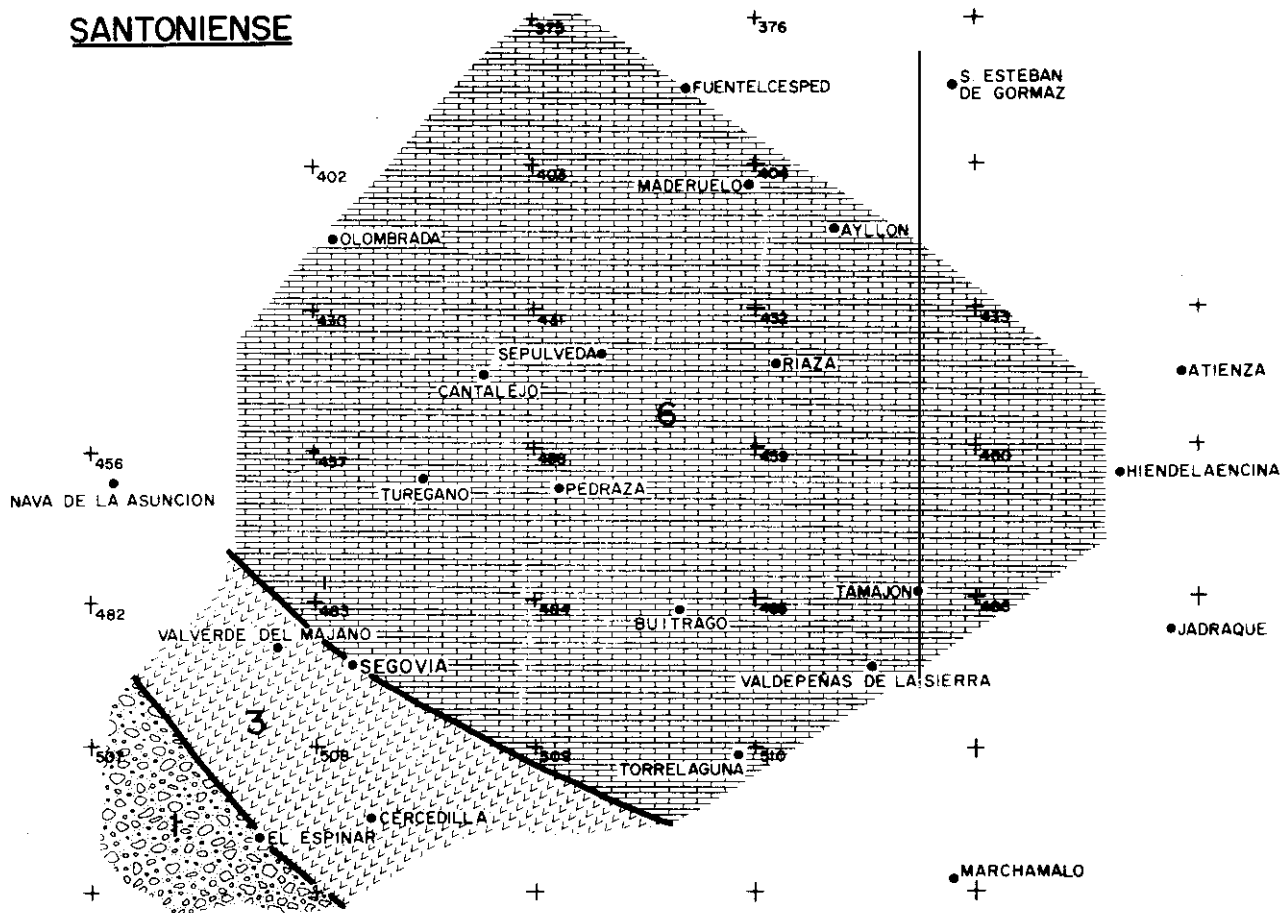 SANTONIENSE
375
376
FUENTELCESPED
S. ESTEBAN
DE GORMAZ
402
403
404
MADERUELO
OLOMBRADA
AYLLON
430
431
432
433
SEPULVEDA
RIAZA
ATIENZA
CANTALEJO
6
456
457
458
459
460
HIENDELAENCINA
NAVA DE LA ASUNCION
TUREGANO
PEDRAZA
482
483
484
485
486
TAMAJON
BUITRAGO
JADRAQUE
VALVERDE DEL MAJANO
SEGOVIA
VALDEPEÑAS DE LA SIERRA
3
507
508
509
510
TORRELAGUNA
CERCEDILLA
1
EL ESPINAR
MARCHAMALO